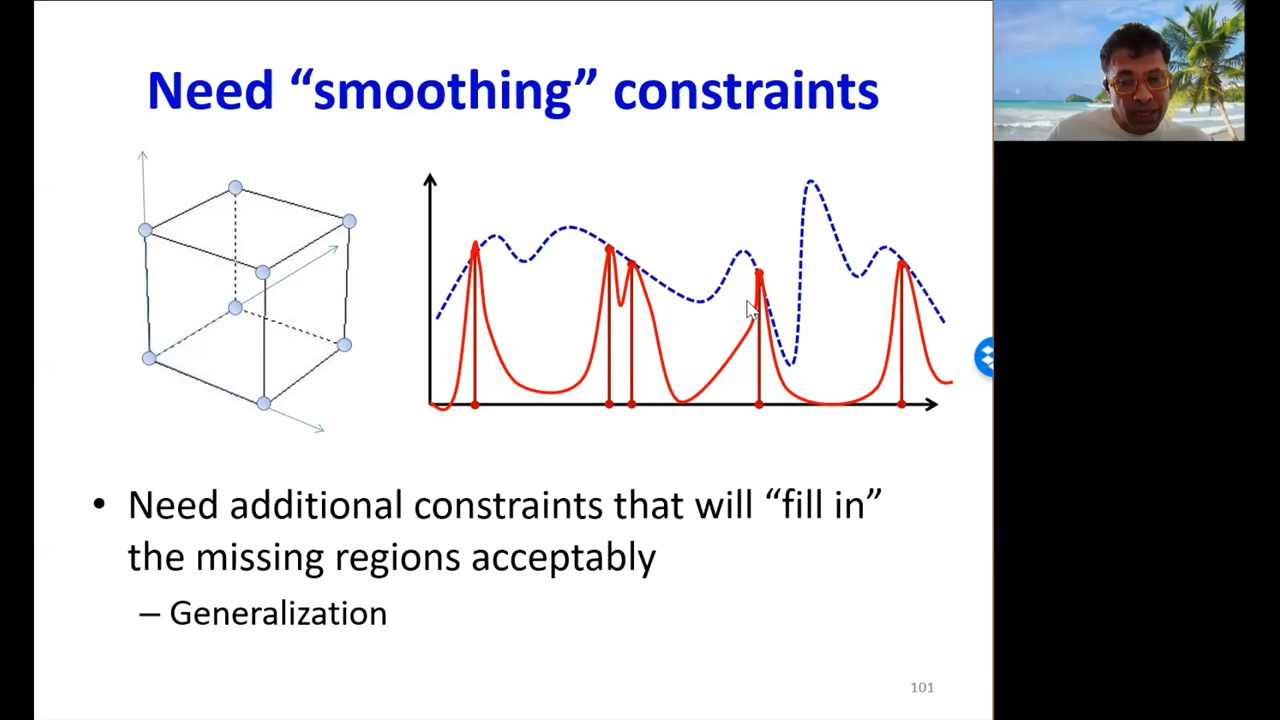 Need “smoothing” constraints
• Need additional constraints that will “fill in”
the missing regions acceptably
– Generalization
101